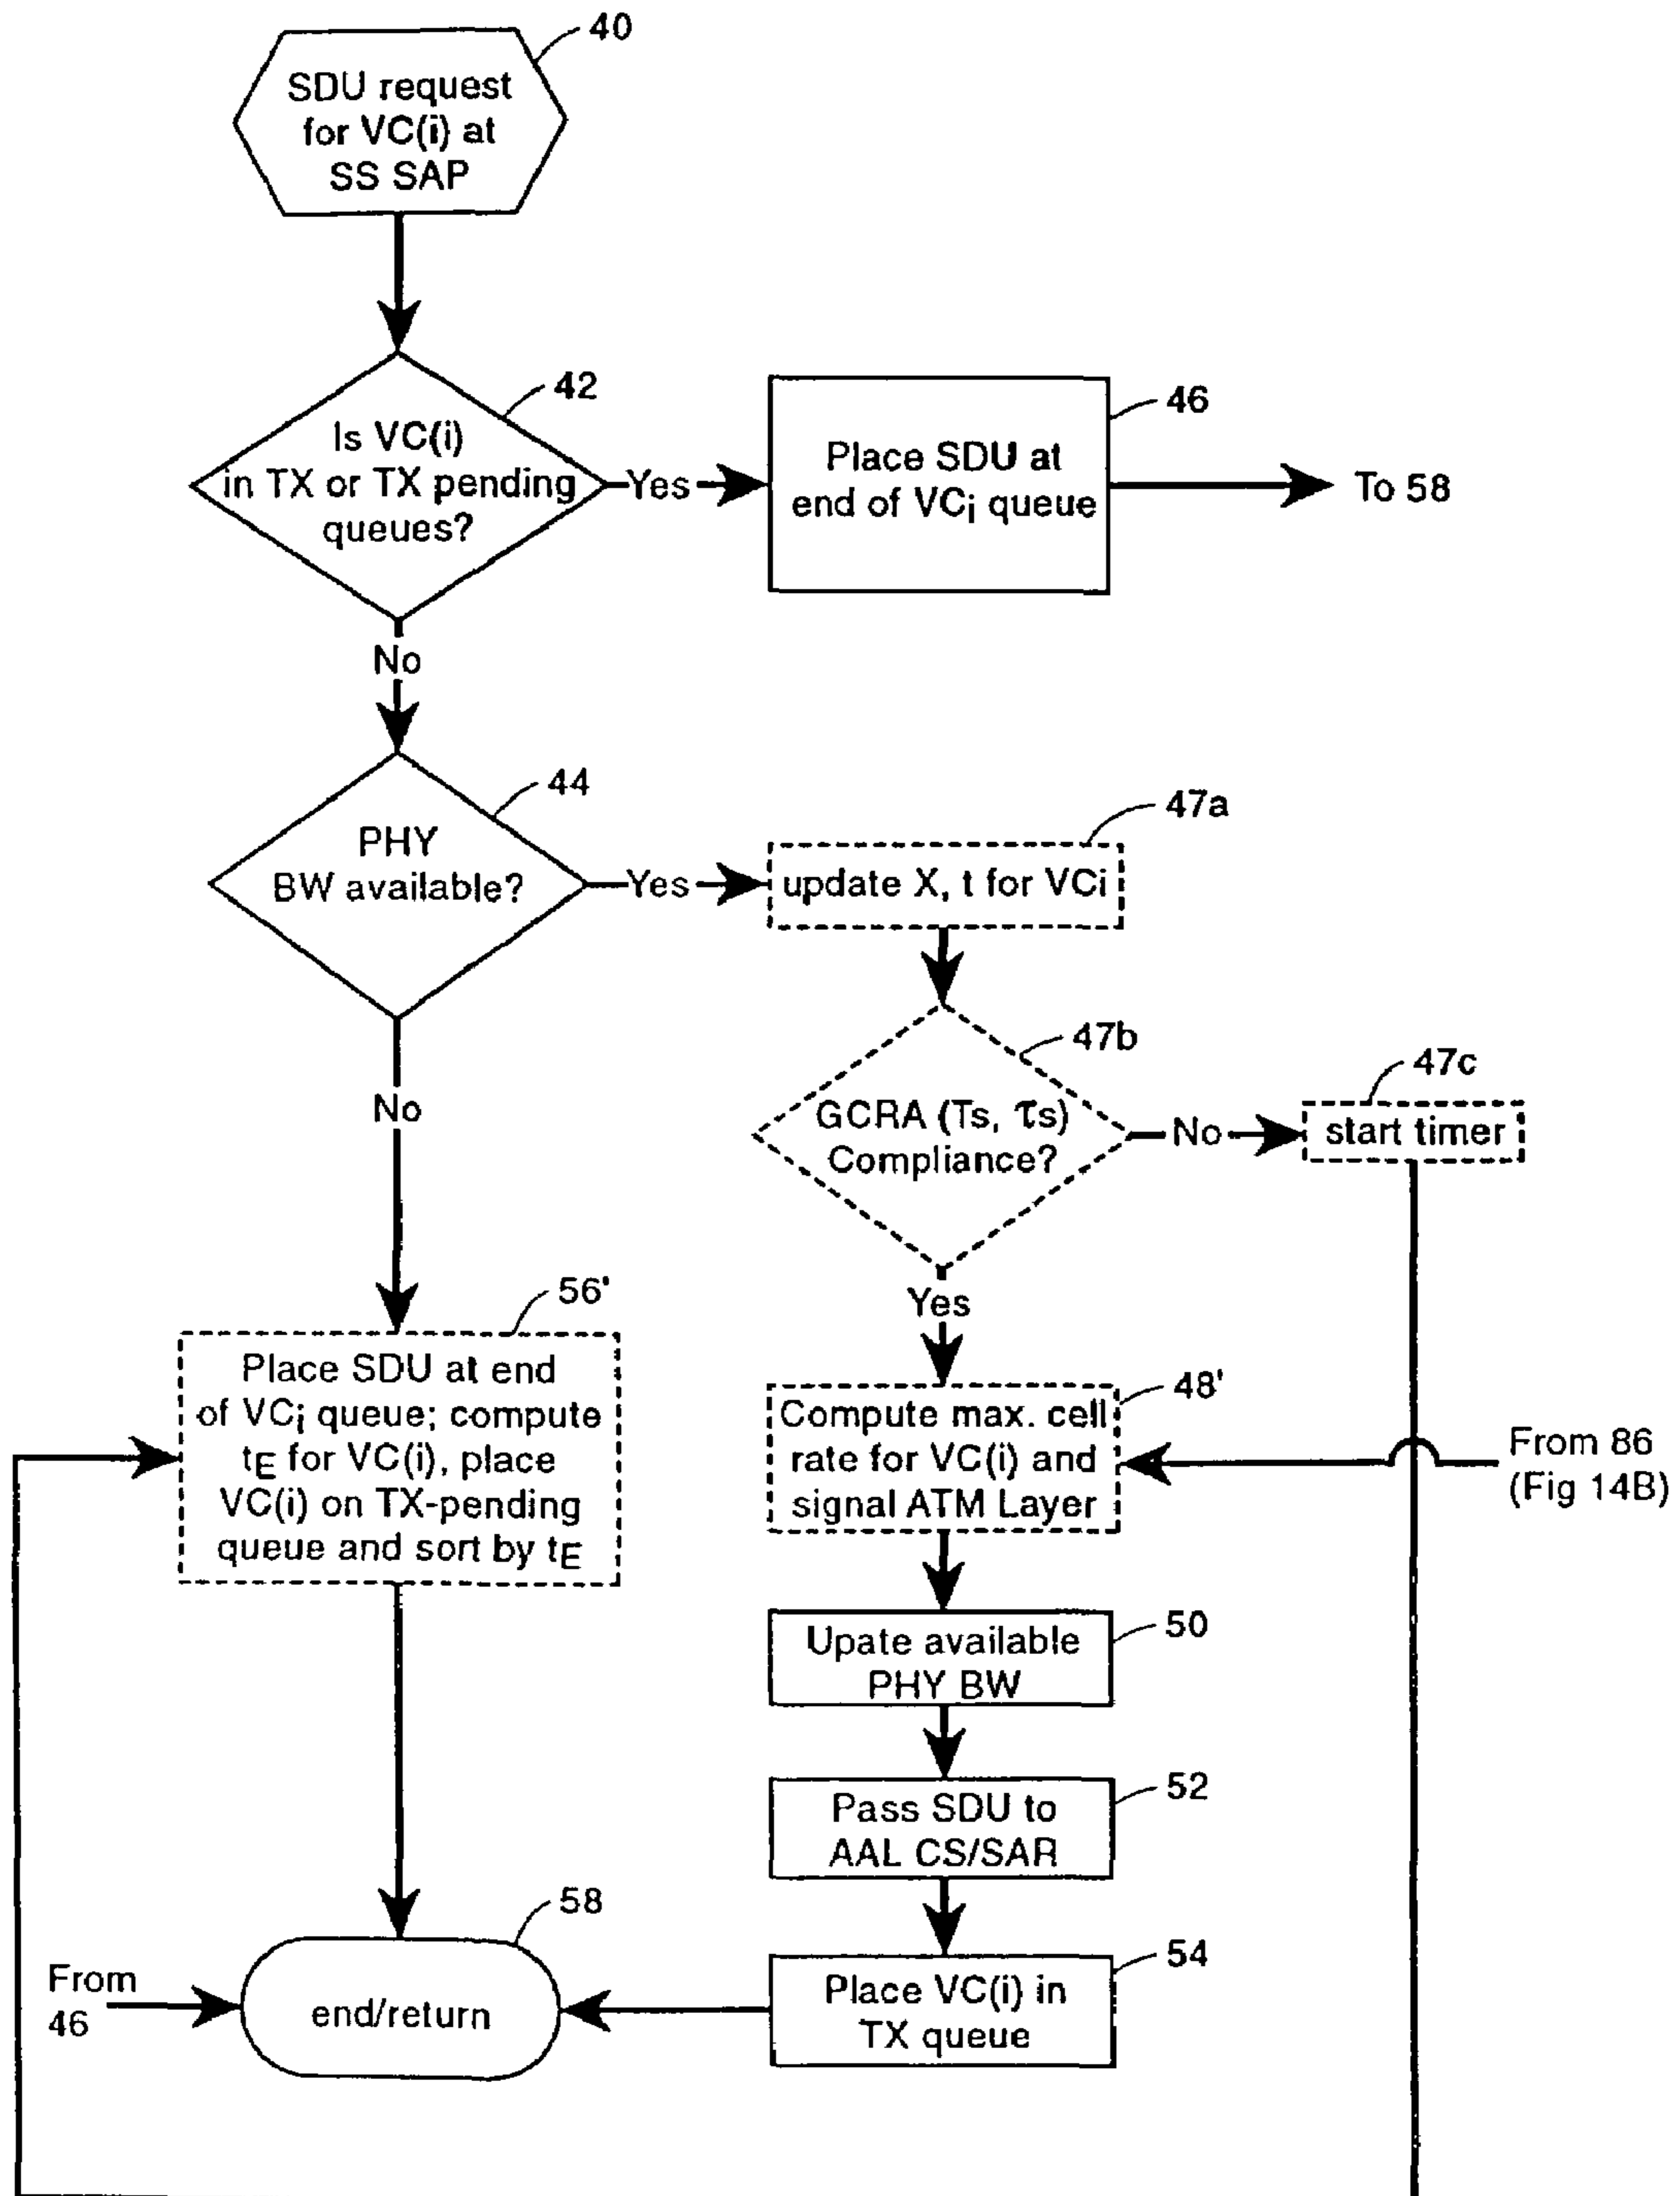 40
SDU request
for VC(i) at
SS SAP
42
Is VC(i)
in TX or TX pending
queues?
Yes
46
Place SDU at
end of VCi queue
To 58
No
44
PHY
BW available?
Yes
47a
update X, t for VCi
47b
GCRA (Ts, τs)
Compliance?
No
47c
start timer
No
Yes
56'
Place SDU at end
of VCi queue; compute
tE for VC(i), place
VC(i) on TX-pending
queue and sort by tE
48'
Compute max. cell
rate for VC(i) and
signal ATM Layer
From 86
(Fig 14B)
50
Upate available
PHY BW
52
Pass SDU to
AAL CS/SAR
54
Place VC(i) in
TX queue
58
end/return
From
46